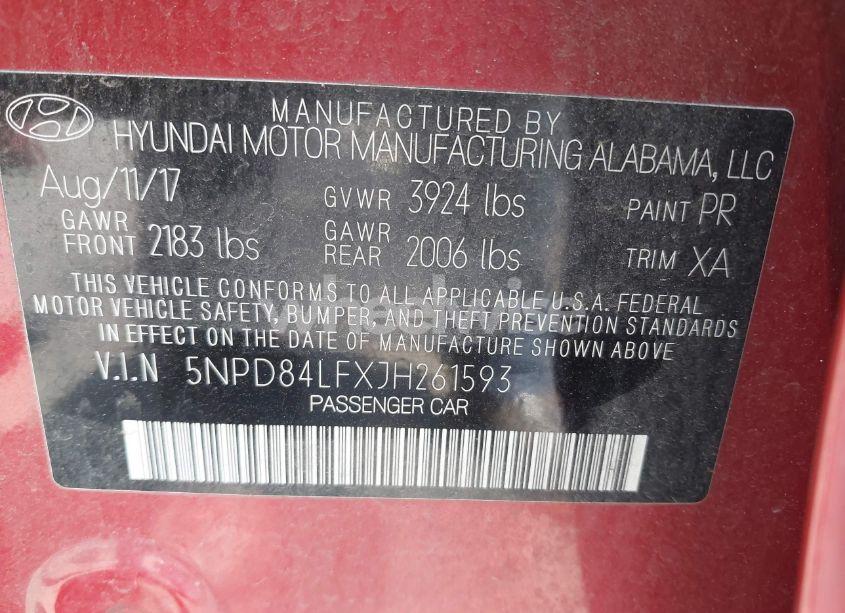 MANUFACTURED BY
HYUNDAI MOTOR MANUFACTURING ALABAMA, LLC
Aug/11/17 GVWR 3924 lbs PAINT PR
GAWR FRONT 2183 lbs GAWR REAR 2006 lbs TRIM XA
THIS VEHICLE CONFORMS TO ALL APPLICABLE U.S.A. FEDERAL
MOTOR VEHICLE SAFETY, BUMPER, AND THEFT PREVENTION STANDARDS
IN EFFECT ON THE DATE OF MANUFACTURE SHOWN ABOVE
V.I.N 5NPD84LFXJH261593
PASSENGER CAR